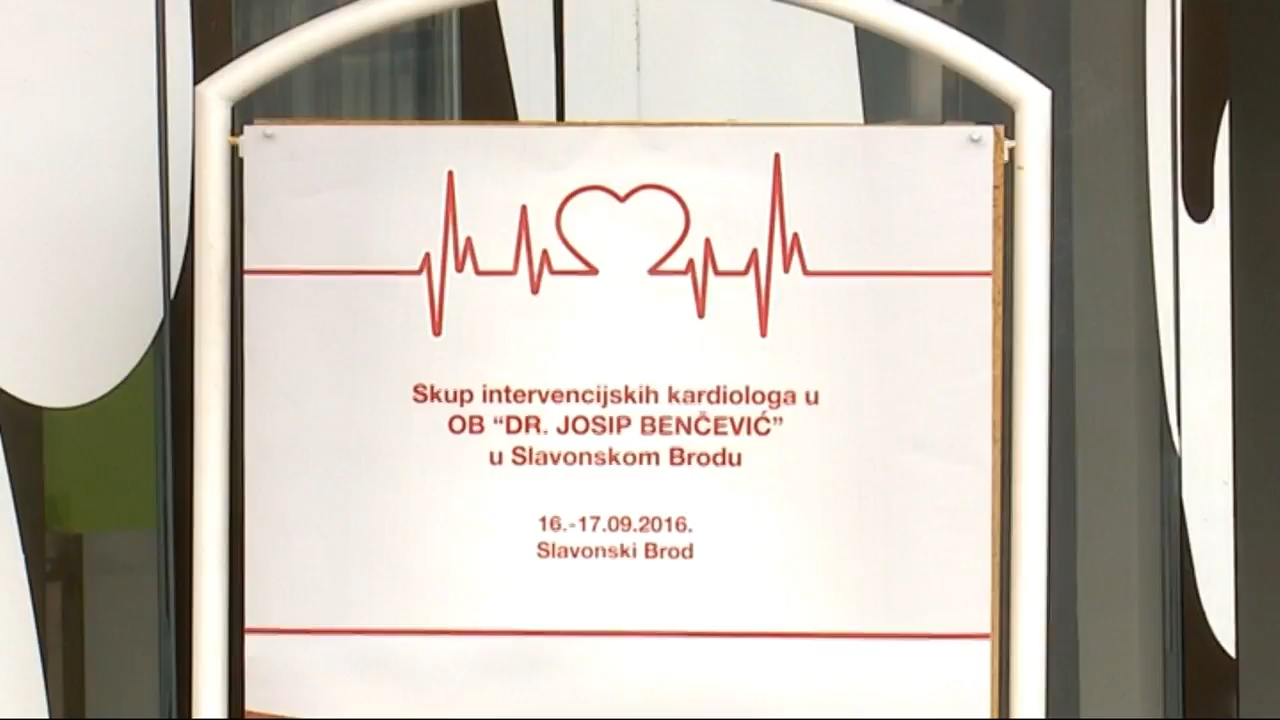 Skup intervencijskih kardiologa u
OB “DR. JOSIP BENČEVIĆ”
u Slavonskom Brodu
16.-17.09.2016.
Slavonski Brod